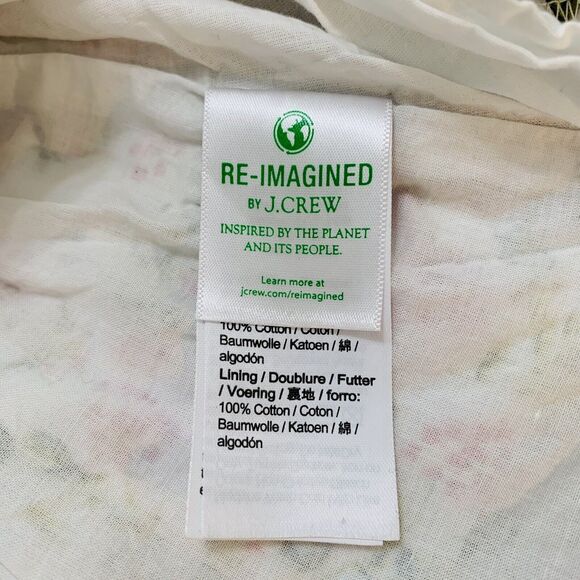 RE-IMAGINED
BY J.CREW
INSPIRED BY THE PLANET
AND ITS PEOPLE.
Learn more at
jcrew.com/reimagined
100% Cotton / Coton /
Baumwolle / Katoen / 綿 /
algodón
Lining / Doublure / Futter
/ Voering / 裏地 / forro:
100% Cotton / Coton /
Baumwolle / Katoen / 綿 /
algodón